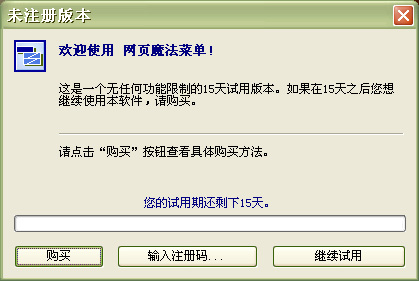 未注册版本
欢迎使用 网页魔法菜单!
这是一个无任何功能限制的15天试用版本。如果在15天之后您想
继续使用本软件，请购买。
请点击“购买”按钮查看具体购买方法。
您的试用期还剩下15天。
购买
输入注册码...
继续试用